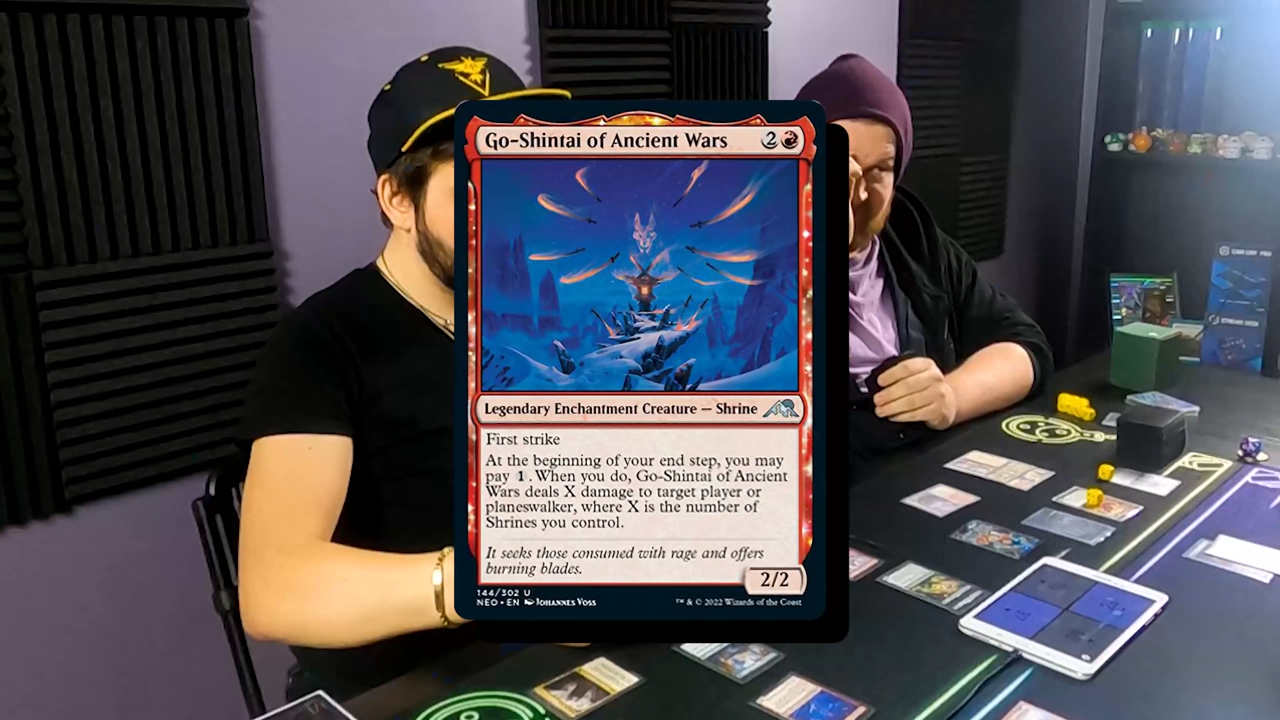 Go-Shintai of Ancient Wars 2
Legendary Enchantment Creature — Shrine
First strike
At the beginning of your end step, you may
pay 1. When you do, Go-Shintai of Ancient
Wars deals X damage to target player or
planeswalker, where X is the number of
Shrines you control.
It seeks those consumed with rage and offers
burning blades.
2/2
144/302 U
NEO • EN Johannes Voss
™ & © 2022 Wizards of the Coast